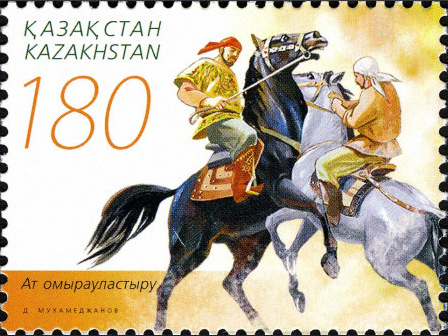 ҚАЗАҚСТАН
KAZAKHSTAN
180
Ат омырауластыру
Д. МУХАМЕДЖАНОВ